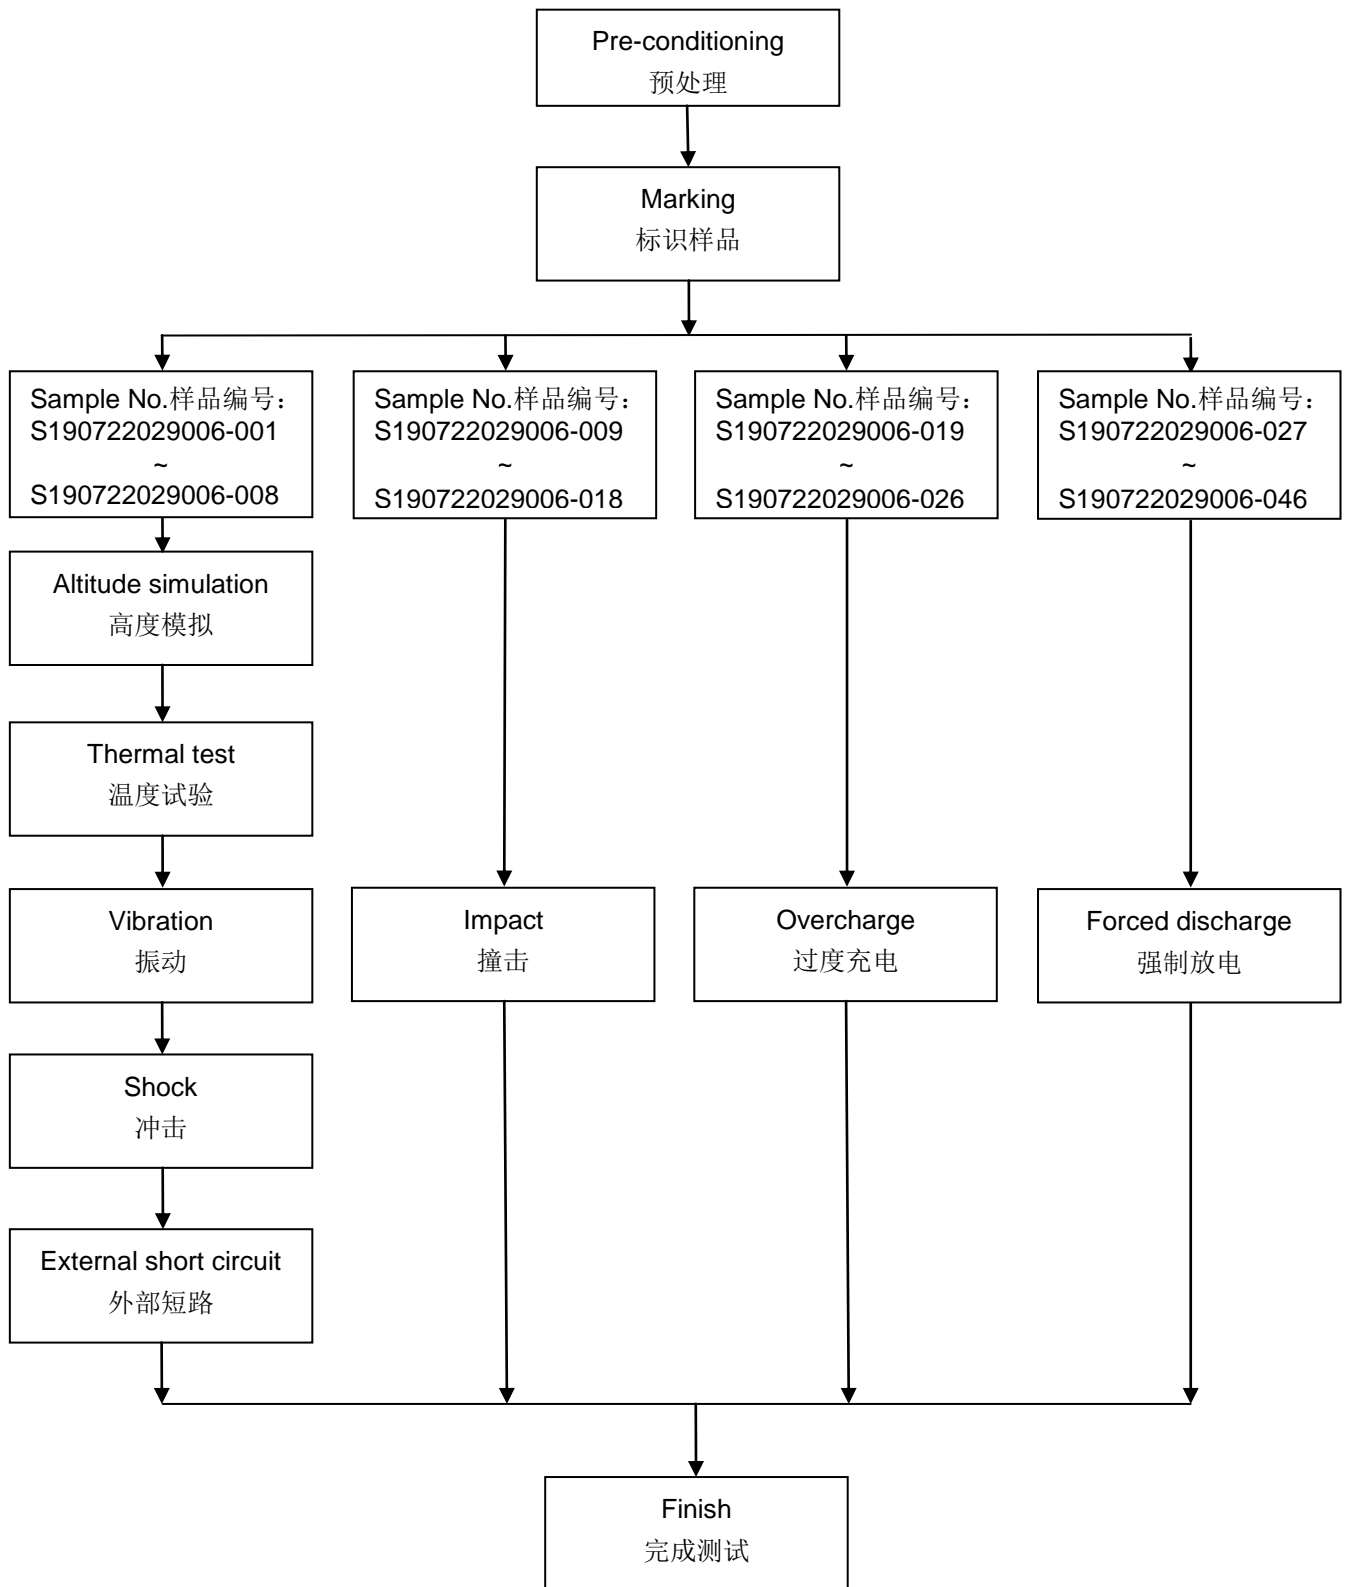 Pre-conditioning
预处理
Marking
标识样品
Sample No.样品编号：
S190722029006-001
~
S190722029006-008
Sample No.样品编号：
S190722029006-009
~
S190722029006-018
Sample No.样品编号：
S190722029006-019
~
S190722029006-026
Sample No.样品编号：
S190722029006-027
~
S190722029006-046
Altitude simulation
高度模拟
Thermal test
温度试验
Vibration
振动
Impact
撞击
Overcharge
过度充电
Forced discharge
强制放电
Shock
冲击
External short circuit
外部短路
Finish
完成测试